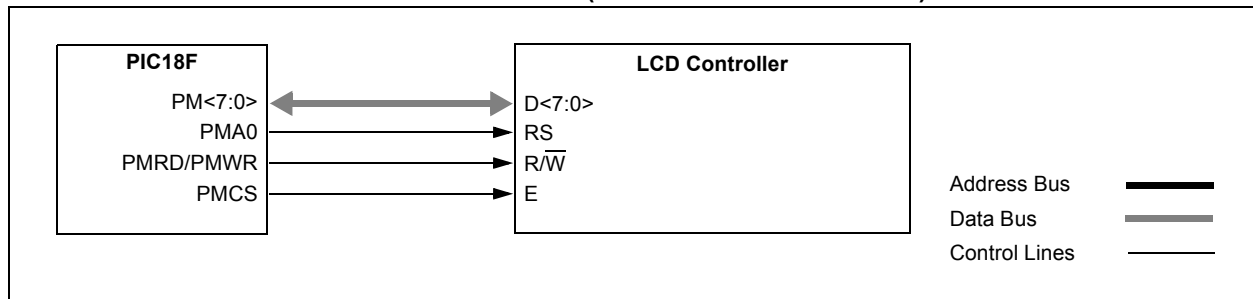 PIC18F
LCD Controller
PM<7:0>
D<7:0>
PMA0
RS
PMRD/PMWR
R/W̅
PMCS
E
Address Bus
Data Bus
Control Lines